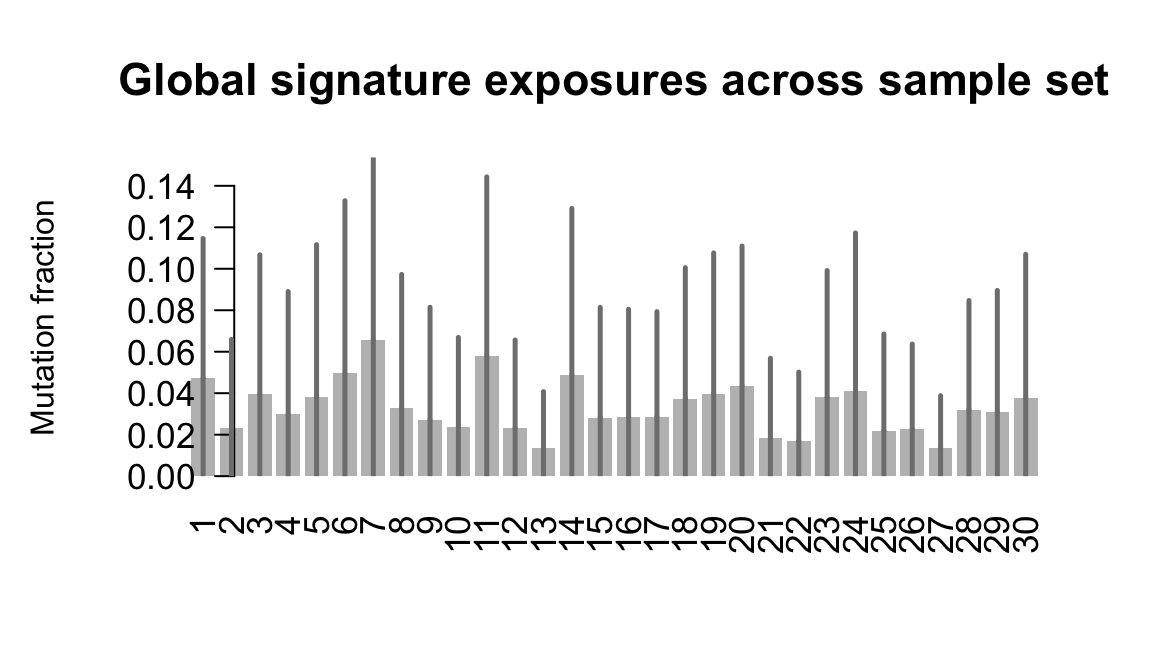 Global signature exposures across sample set
Mutation fraction
0.14
0.12
0.10
0.08
0.06
0.04
0.02
0.00
1 2 3 4 5 6 7 8 9 10 11 12 13 14 15 16 17 18 19 20 21 22 23 24 25 26 27 28 29 30